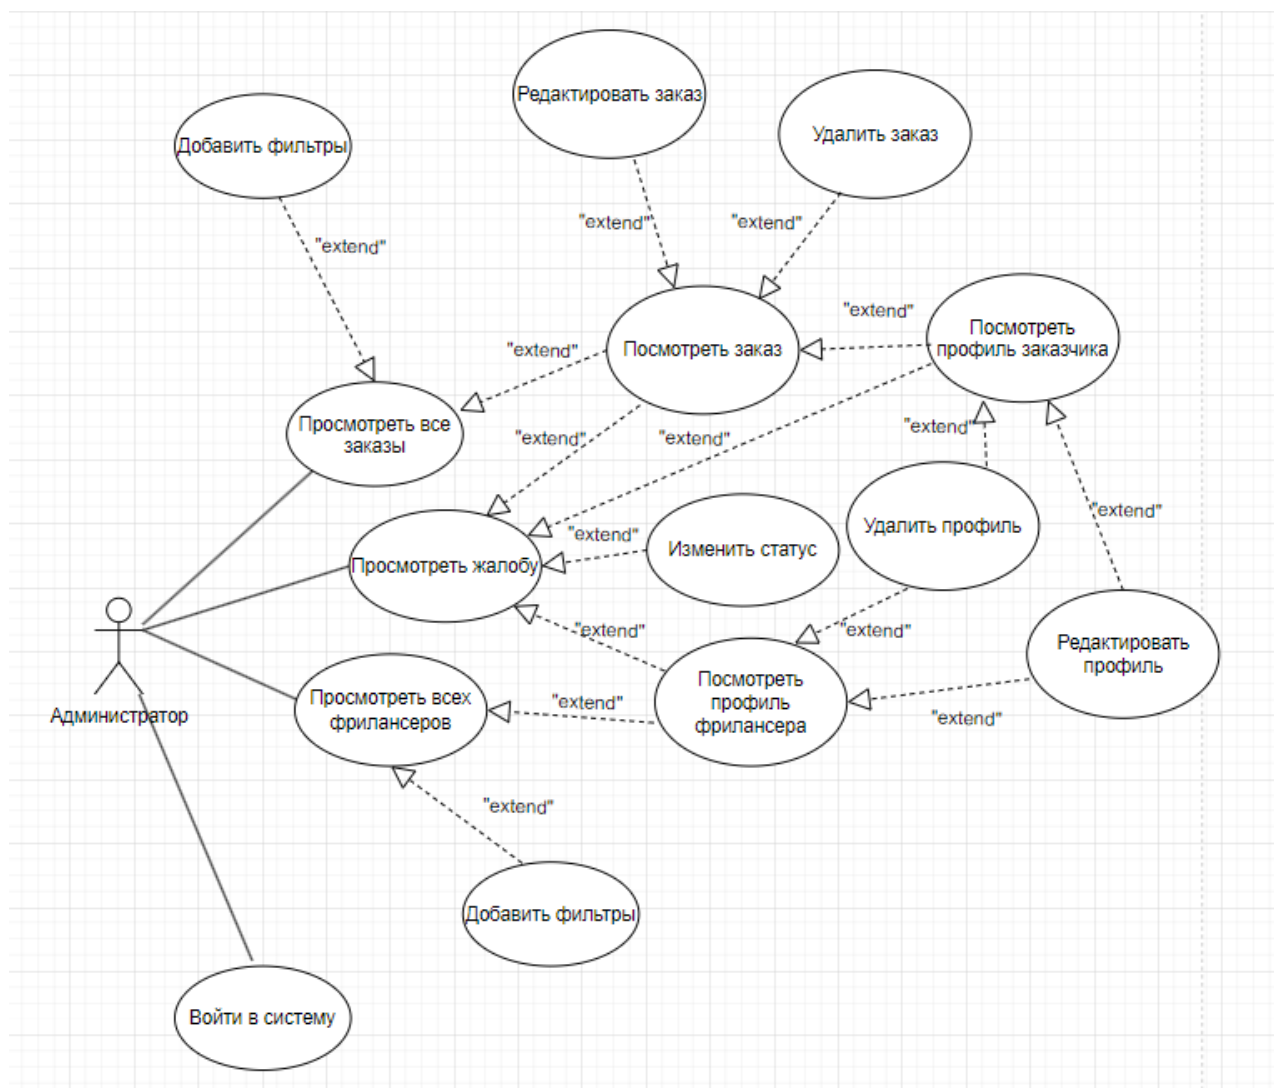 Редактировать заказ
Удалить заказ
Добавить фильтры
"extend"
"extend"
"extend"
"extend"
Посмотреть
профиль заказчика
Посмотреть заказ
"extend"
Просмотреть все
заказы
"extend"
"extend"
"extend"
"extend"
Удалить профиль
"extend"
Изменить статус
Просмотреть жалобу
"extend"
"extend"
Редактировать
профиль
Посмотреть
профиль
фрилансера
Просмотреть всех
фрилансеров
"extend"
"extend"
Администратор
"extend"
Добавить фильтры
Войти в систему